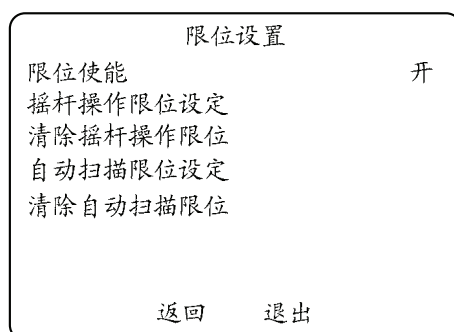 限位设置
限位使能 开
摇杆操作限位设定
清除摇杆操作限位
自动扫描限位设定
清除自动扫描限位
返回 退出